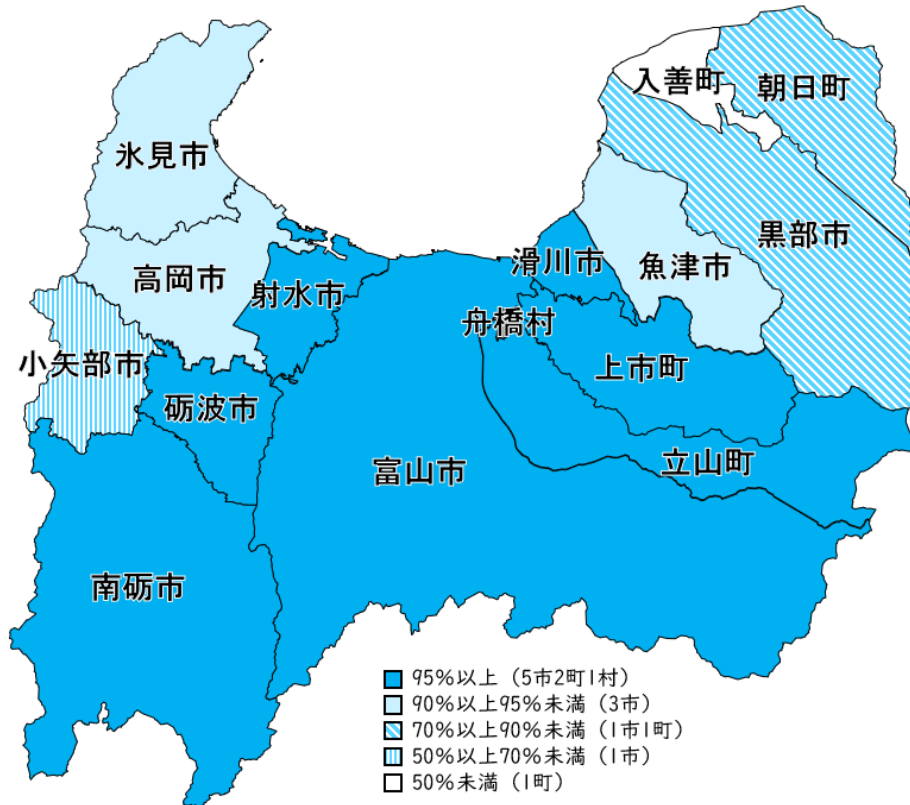 入善町
朝日町
氷見市
黒部市
高岡市
射水市
滑川市
魚津市
舟橋村
小矢部市
上市町
砺波市
富山市
立山町
南砺市
95%以上（5市2町1村）
90%以上95%未満（3市）
70%以上90%未満（1市1町）
50%以上70%未満（1市）
50%未満（1町）